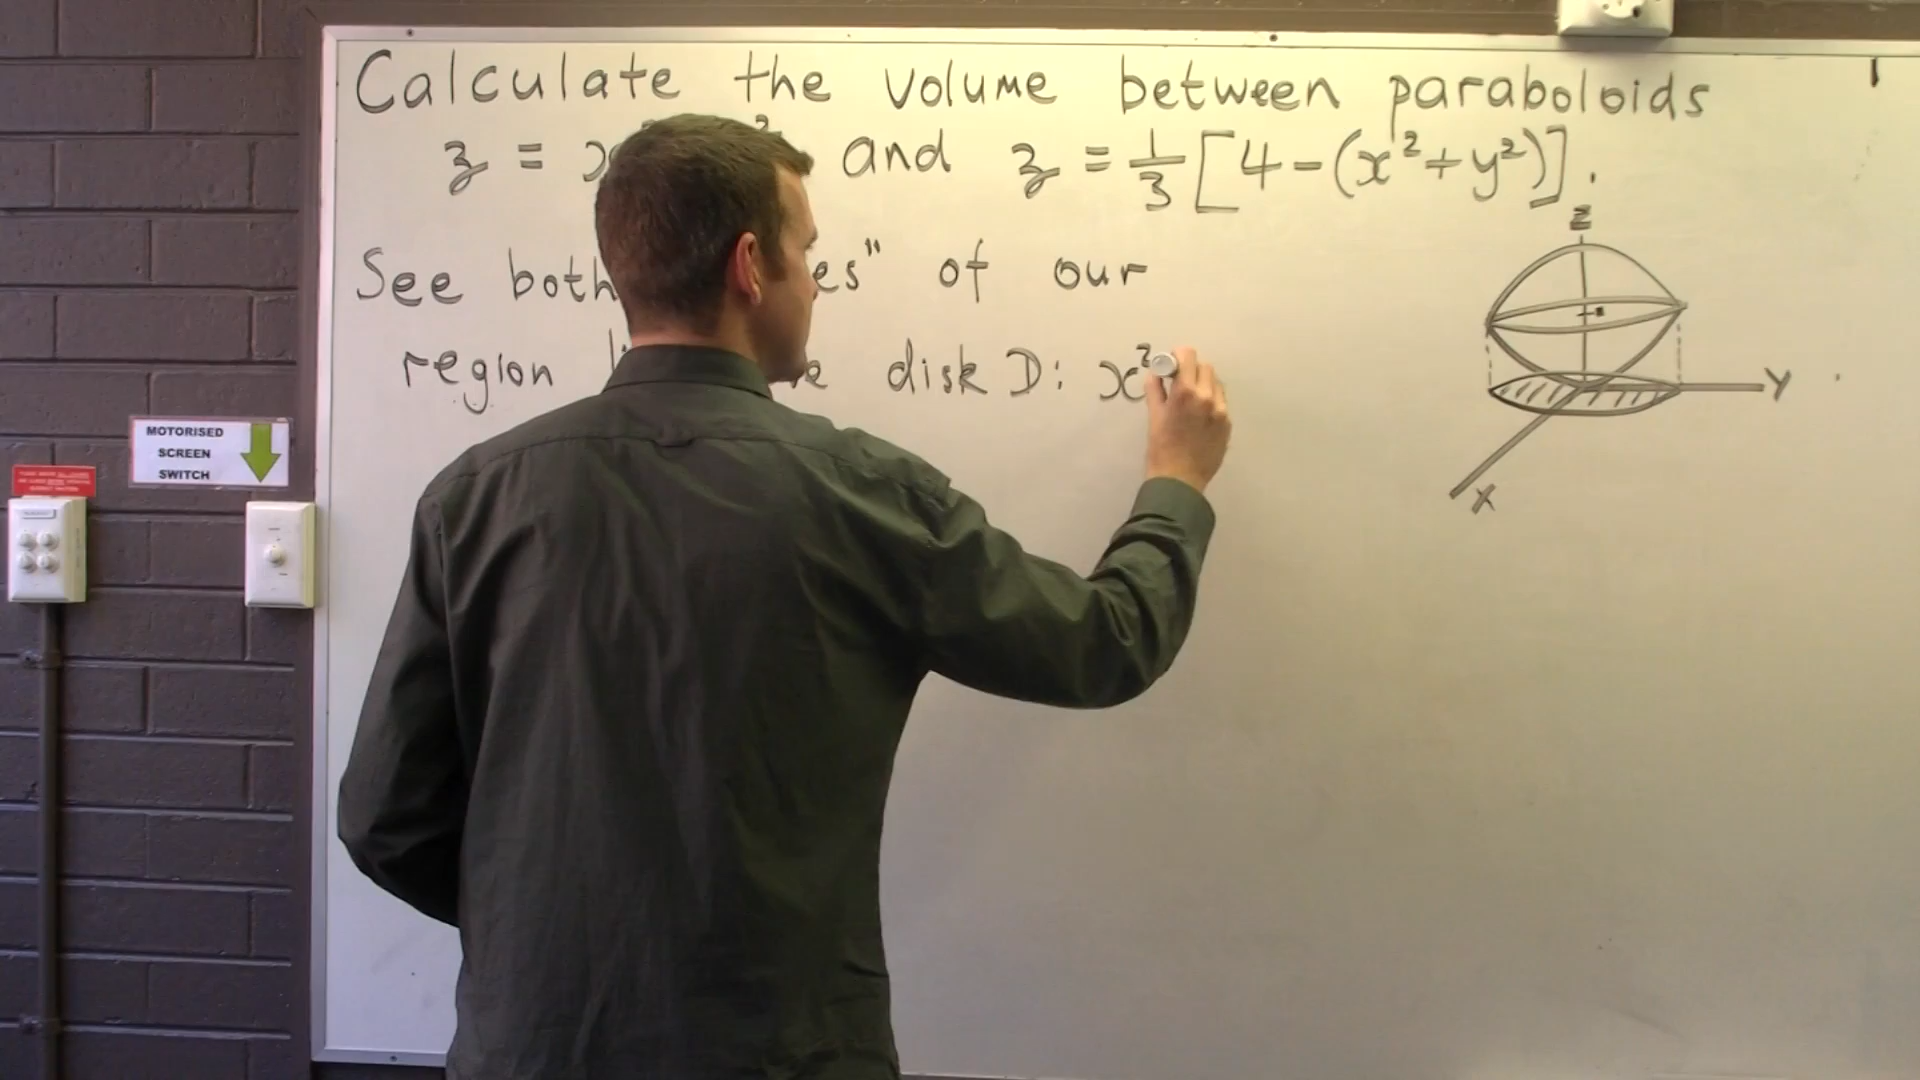 Calculate the volume between paraboloids
z = x 2 and z = 1/3 [4 - (x² + y²)].
See both es" of our
region disk D: x²
z
y
x
MOTORISED
SCREEN
SWITCH